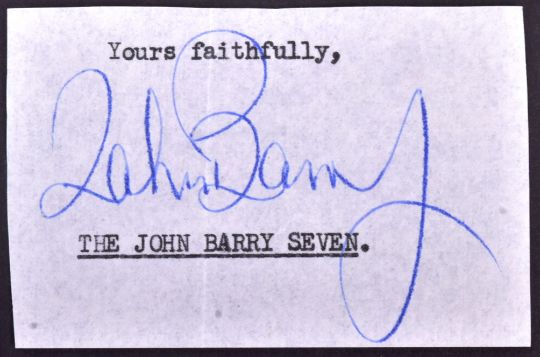 Yours faithfully,
John Barry
THE JOHN BARRY SEVEN.